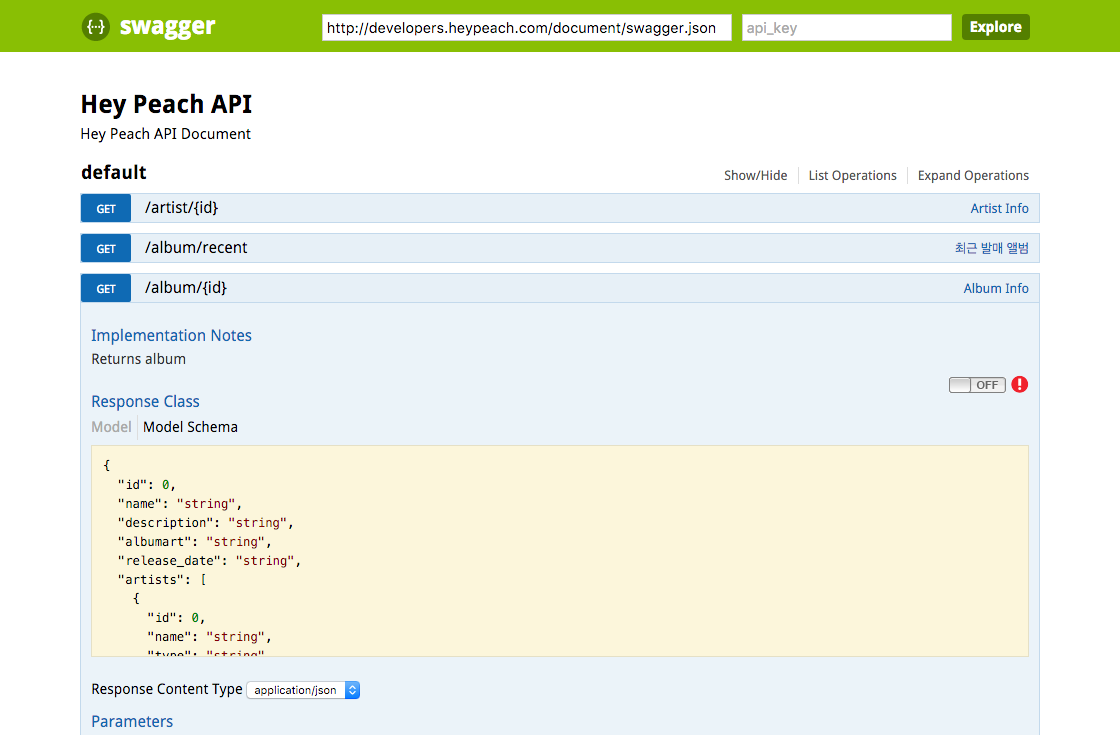 {··} swagger http://developers.heypeach.com/document/swagger.json api_key Explore
Hey Peach API
Hey Peach API Document
default Show/Hide List Operations Expand Operations
GET /artist/{id} Artist Info
GET /album/recent 최근 발매 앨범
GET /album/{id} Album Info
Implementation Notes
Returns album
OFF !
Response Class
Model Model Schema
{
"id": 0,
"name": "string",
"description": "string",
"albumart": "string",
"release_date": "string",
"artists": [
{
"id": 0,
"name": "string",
"type": "string"
Response Content Type application/json
Parameters